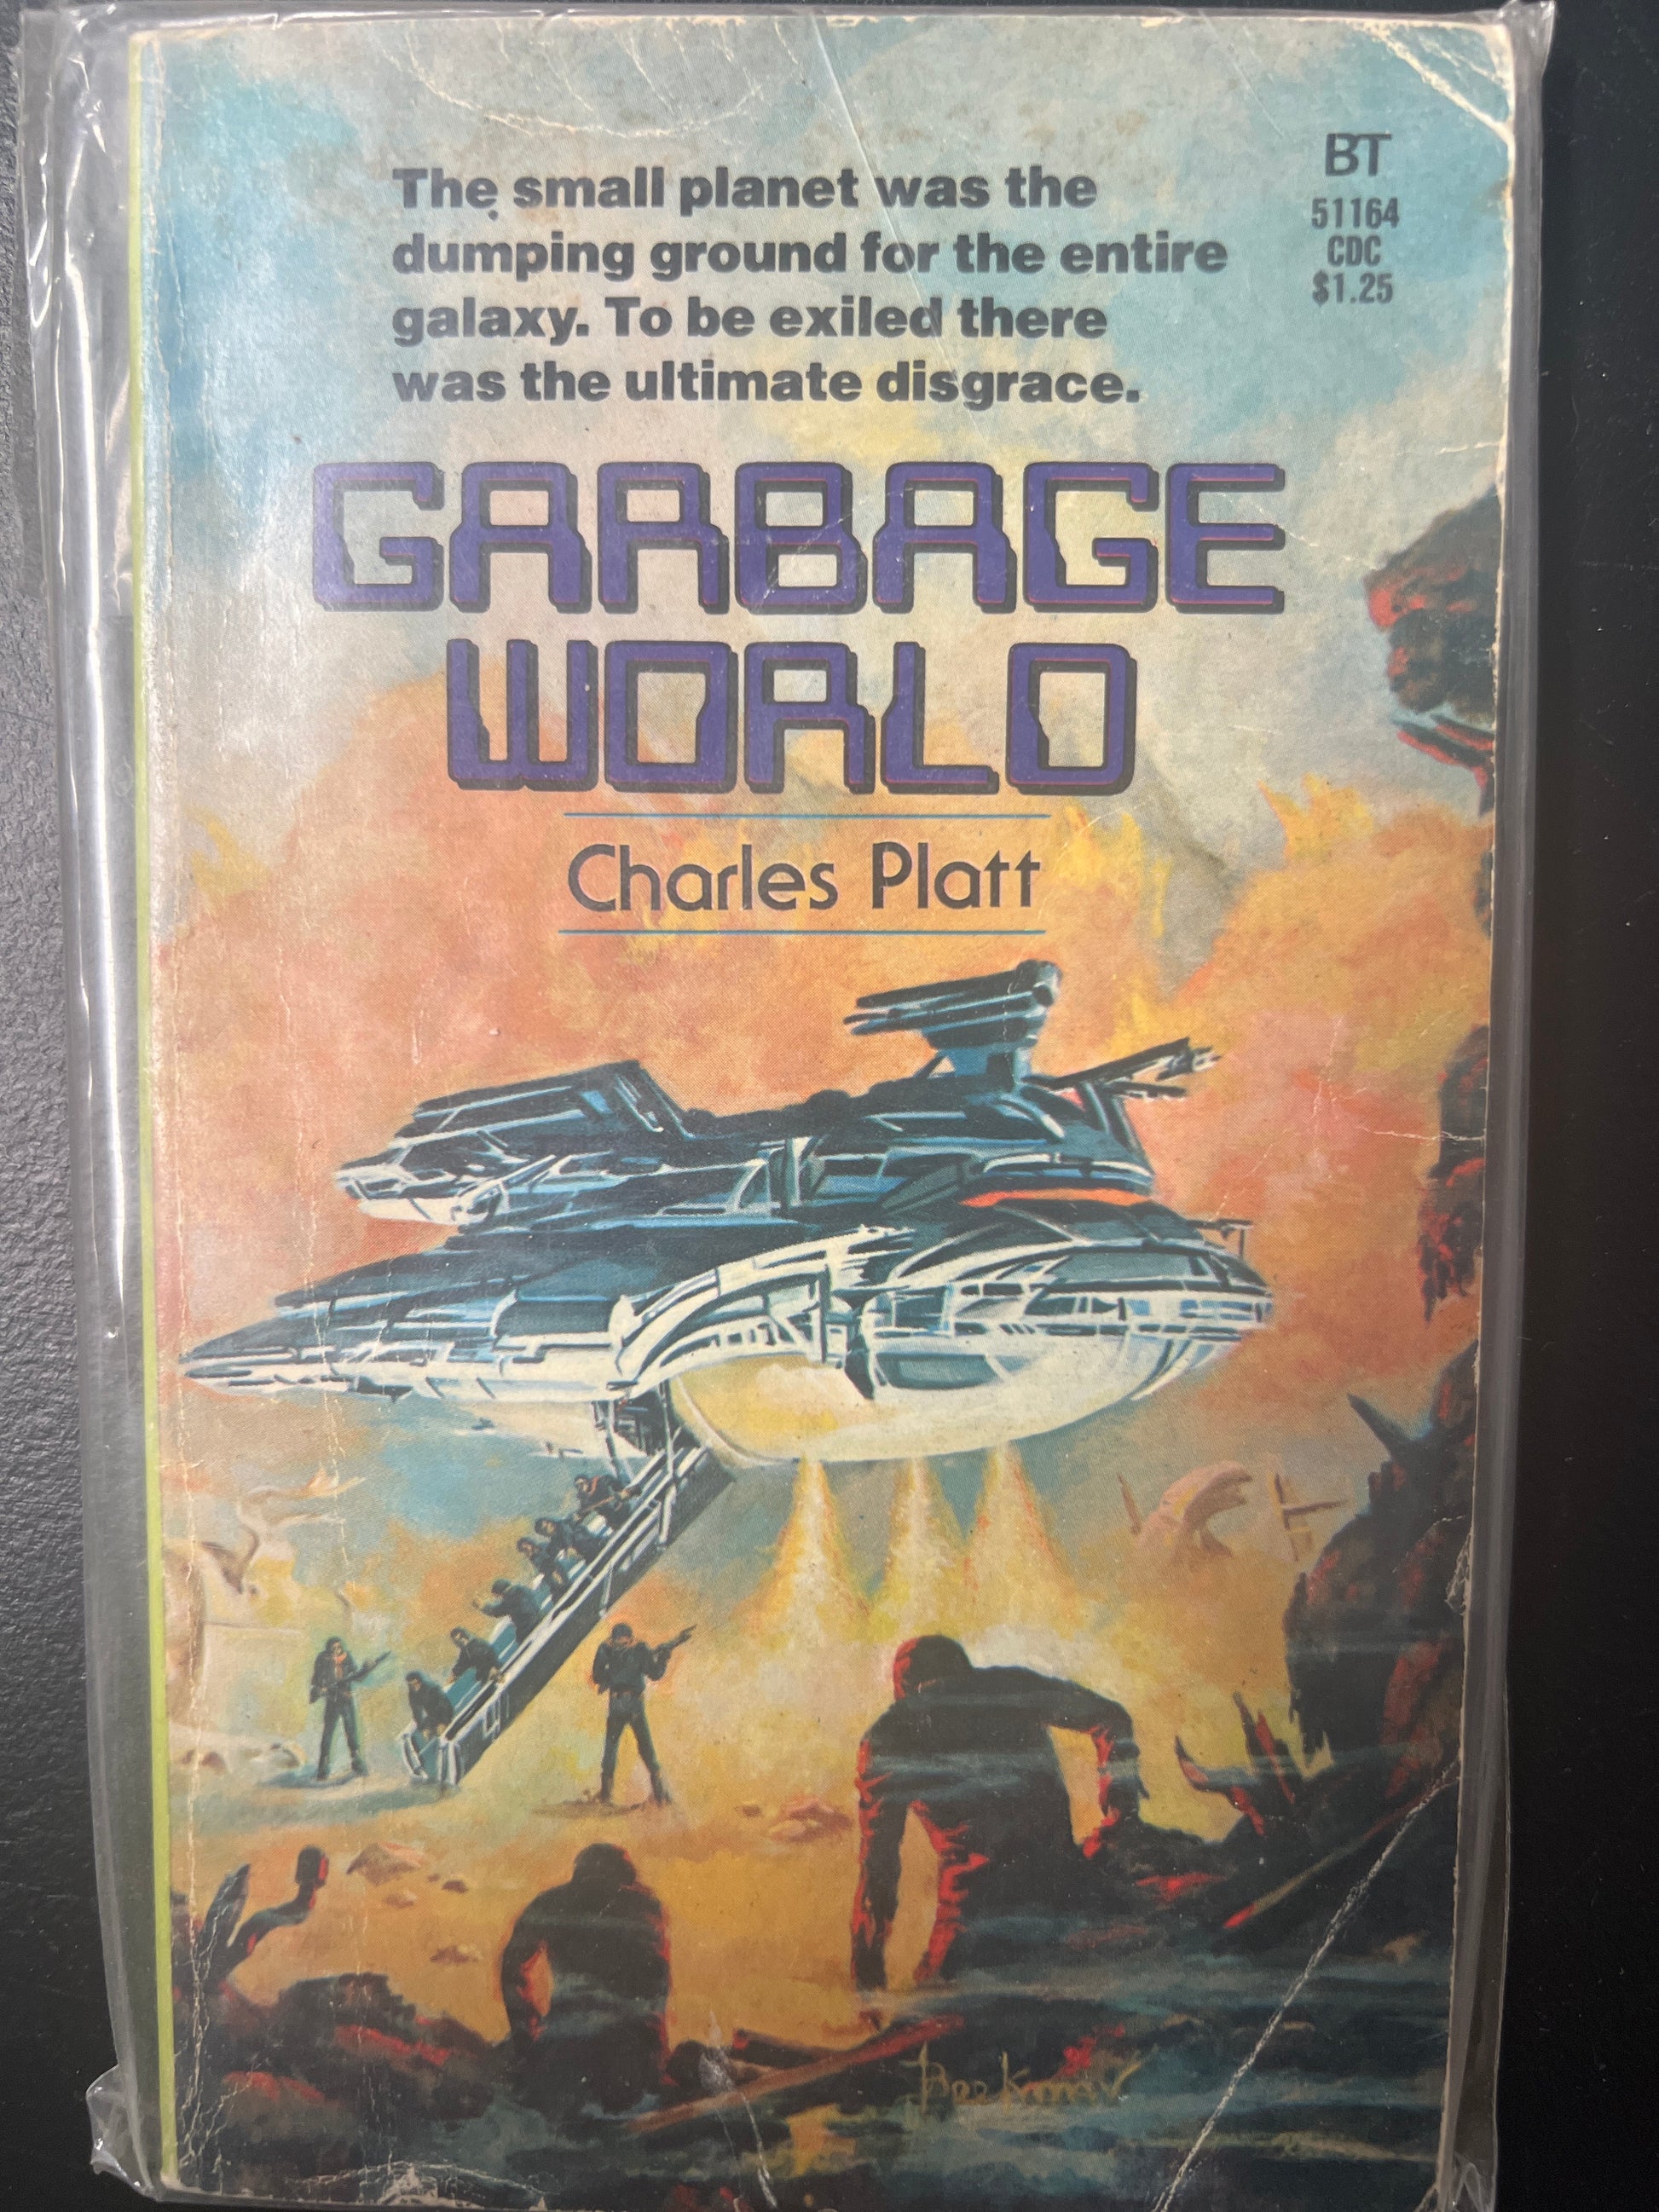 The small planet was the
dumping ground for the entire
galaxy. To be exiled there
was the ultimate disgrace.
BT
51164
CDC
$1.25
GARBAGE
WORLD
Charles Platt